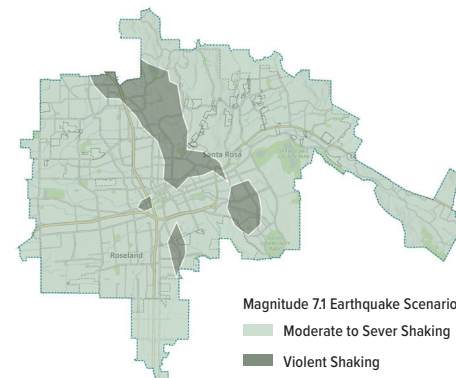 Santa Rosa
Roseland
Magnitude 7.1 Earthquake Scenario
Moderate to Sever Shaking
Violent Shaking